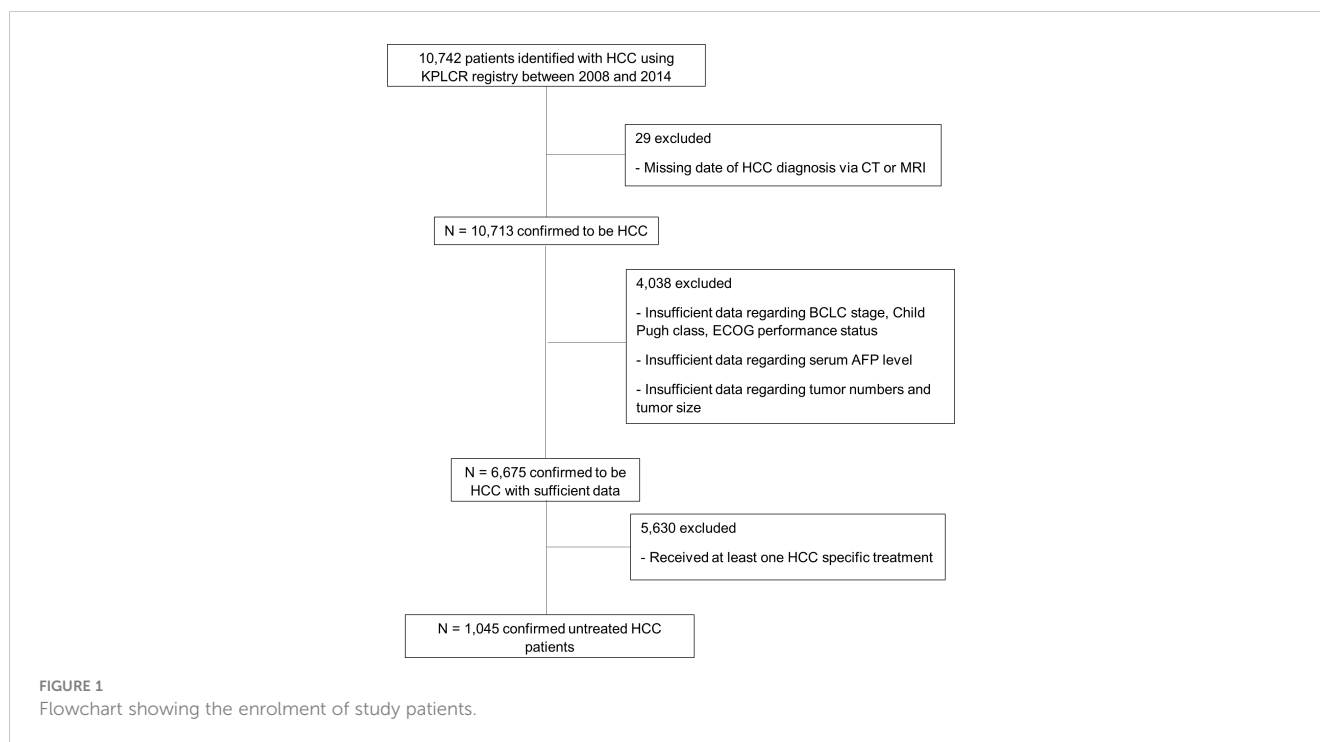 10,742 patients identified with HCC using
KPLCR registry between 2008 and 2014
29 excluded
- Missing date of HCC diagnosis via CT or MRI
N = 10,713 confirmed to be HCC
4,038 excluded
- Insufficient data regarding BCLC stage, Child
Pugh class, ECOG performance status
- Insufficient data regarding serum AFP level
- Insufficient data regarding tumor numbers and
tumor size
N = 6,675 confirmed to be
HCC with sufficient data
5,630 excluded
- Received at least one HCC specific treatment
N = 1,045 confirmed untreated HCC
patients
FIGURE 1
Flowchart showing the enrolment of study patients.